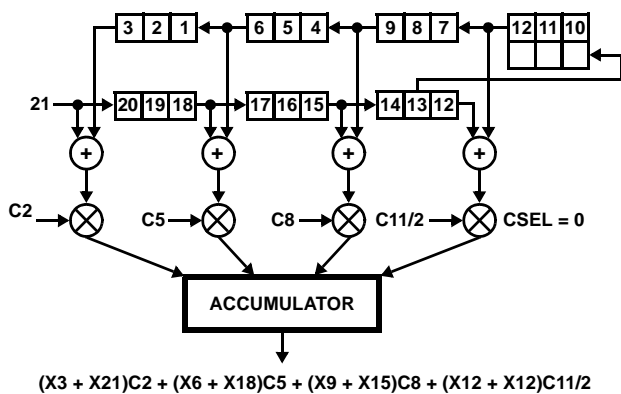 3 2 1 6 5 4 9 8 7 12 11 10
21 20 19 18 17 16 15 14 13 12
+ + + +
C2 C5 C8 C11/2 CSEL = 0
ACCUMULATOR
(X3 + X21)C2 + (X6 + X18)C5 + (X9 + X15)C8 + (X12 + X12)C11/2